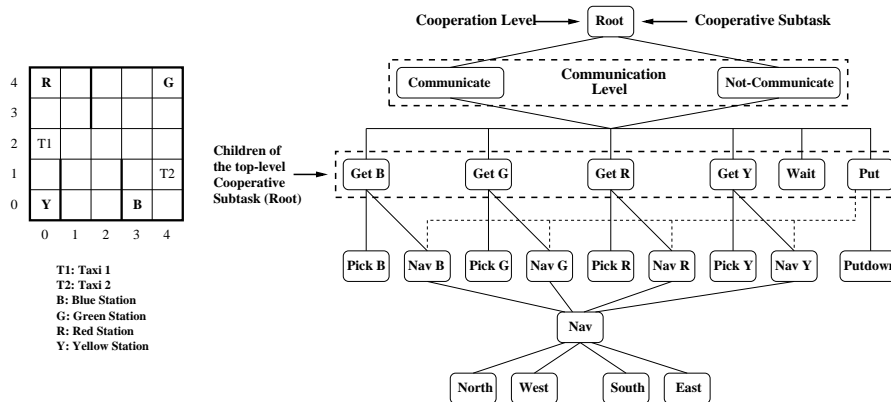 Cooperation Level
Root
Cooperative Subtask
Communicate
Communication
Level
Not-Communicate
4
R
G
3
2
T1
1
T2
0
Y
B
0 1 2 3 4
T1: Taxi 1
T2: Taxi 2
B: Blue Station
G: Green Station
R: Red Station
Y: Yellow Station
Children of
the top-level
Cooperative
Subtask (Root)
Get B
Get G
Get R
Get Y
Wait
Put
Pick B
Nav B
Pick G
Nav G
Pick R
Nav R
Pick Y
Nav Y
Putdown
Nav
North
West
South
East